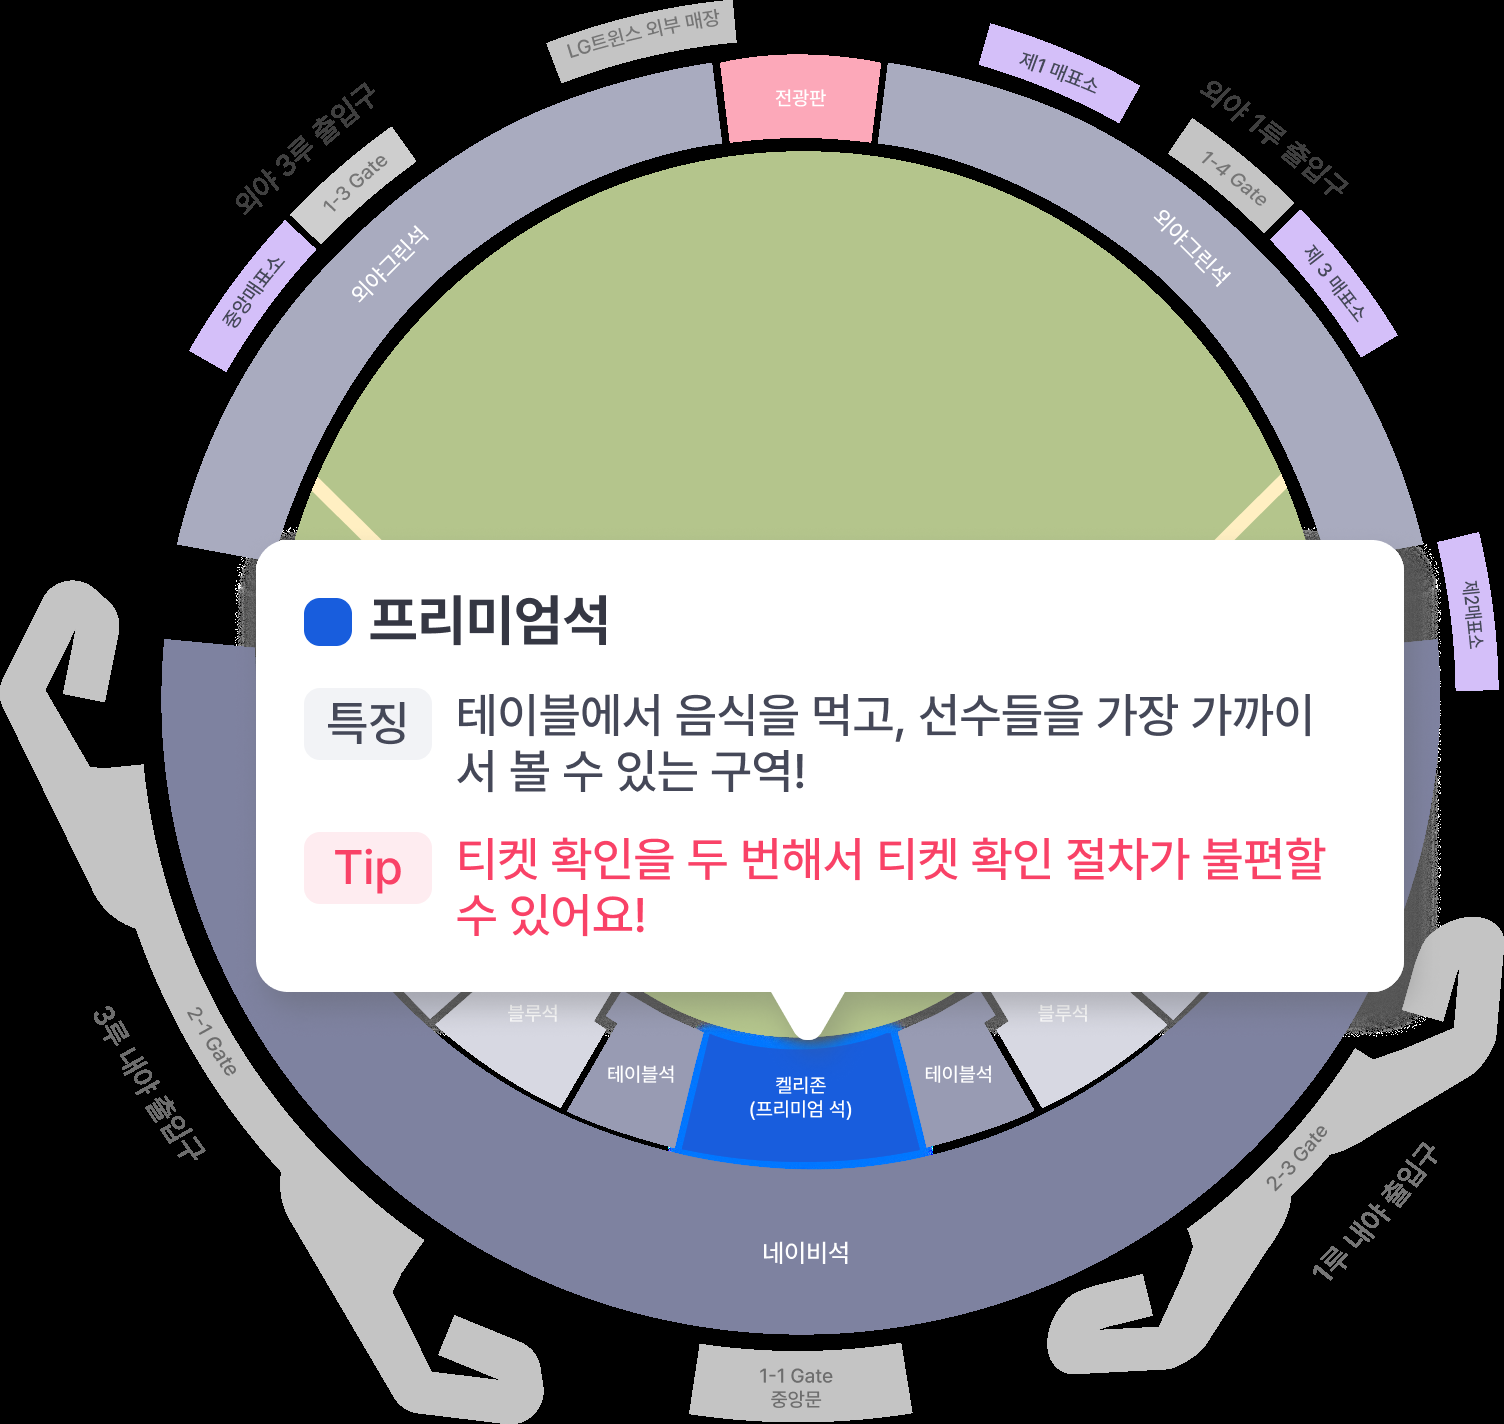 LG트윈스 외부 매장
전광판
제1 매표소
외야 3루 출입구
1-3 Gate
외야 1루 출입구
1-4 Gate
중앙매표소
외야그린석
외야그린석
제 3 매표소
제2매표소
프리미엄석
특징
테이블에서 음식을 먹고, 선수들을 가장 가까이
서 볼 수 있는 구역!
Tip
티켓 확인을 두 번해서 티켓 확인 절차가 불편할
수 있어요!
블루석
블루석
테이블석
켈리존
(프리미엄 석)
테이블석
2-1 Gate
3루 내야 출입구
2-3 Gate
1루 내야 출입구
네이비석
1-1 Gate
중앙문